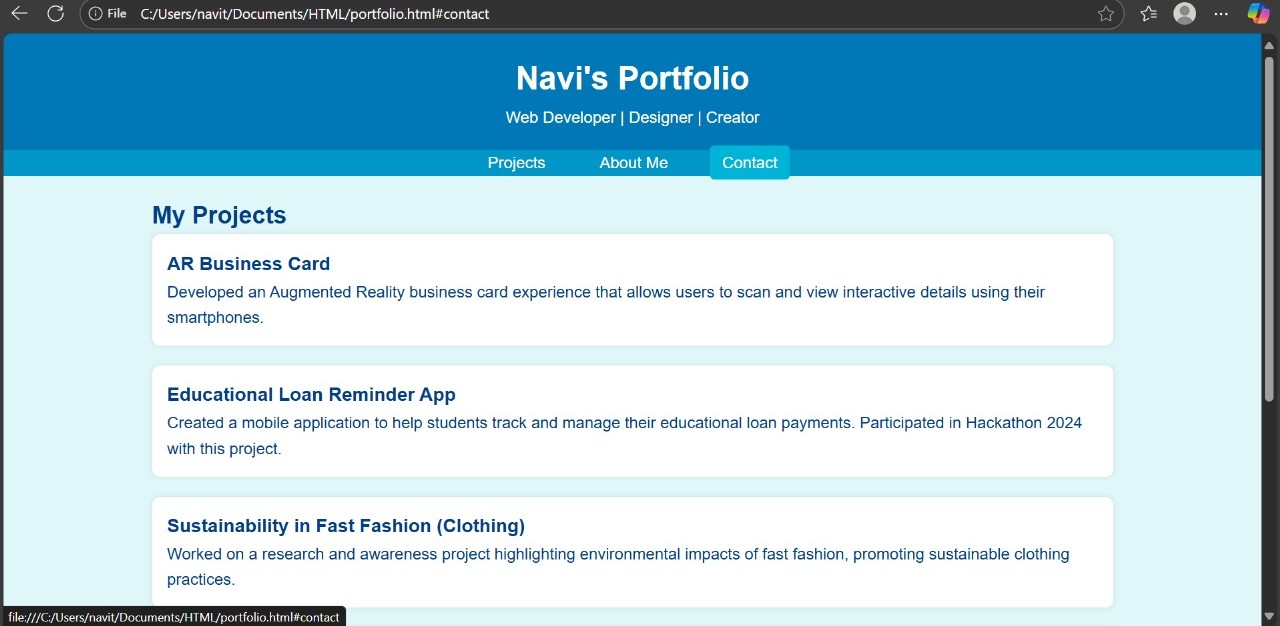 File C:/Users/navit/Documents/HTML/portfolio.html#contact
Navi's Portfolio
Web Developer | Designer | Creator
Projects About Me Contact
My Projects
AR Business Card
Developed an Augmented Reality business card experience that allows users to scan and view interactive details using their
smartphones.
Educational Loan Reminder App
Created a mobile application to help students track and manage their educational loan payments. Participated in Hackathon 2024
with this project.
Sustainability in Fast Fashion (Clothing)
Worked on a research and awareness project highlighting environmental impacts of fast fashion, promoting sustainable clothing
practices.
file:///C:/Users/navit/Documents/HTML/portfolio.html#contact